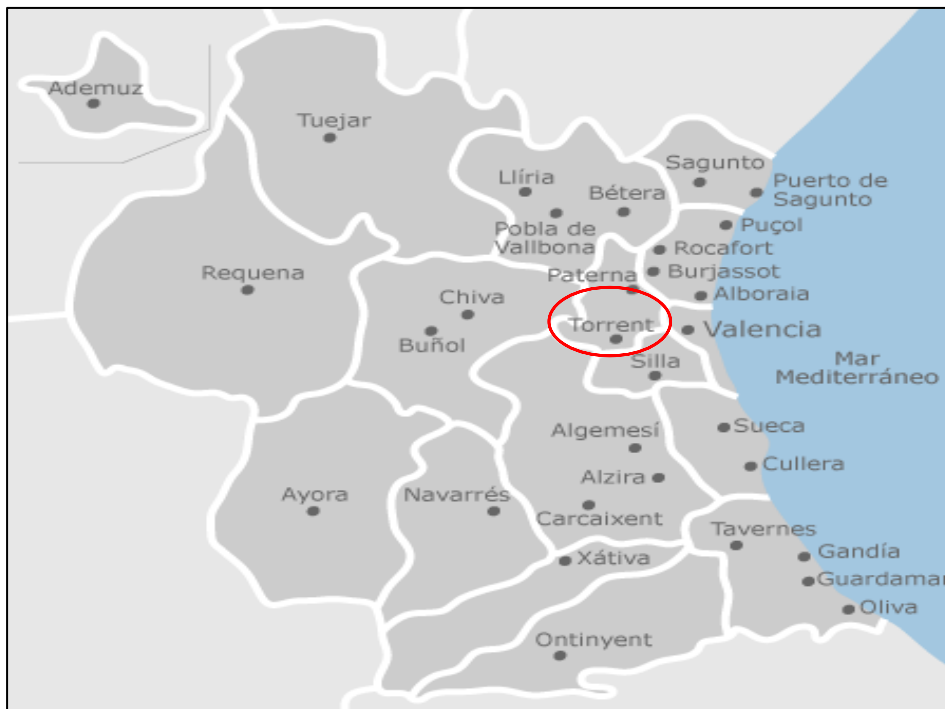 Ademuz
Tuejar
Sagunto
Llíria
Puerto de
Sagunto
Bétera
Pobla de
Vallbona
Puçol
Rocafort
Requena
Paterna
Burjassot
Chiva
Alboraia
Torrent
Valencia
Buñol
Silla
Mar
Mediterráneo
Algemesí
Sueca
Cullera
Alzira
Ayora
Navarrés
Carcaixent
Tavernes
Xátiva
Gandía
Guardamar
Oliva
Ontinyent